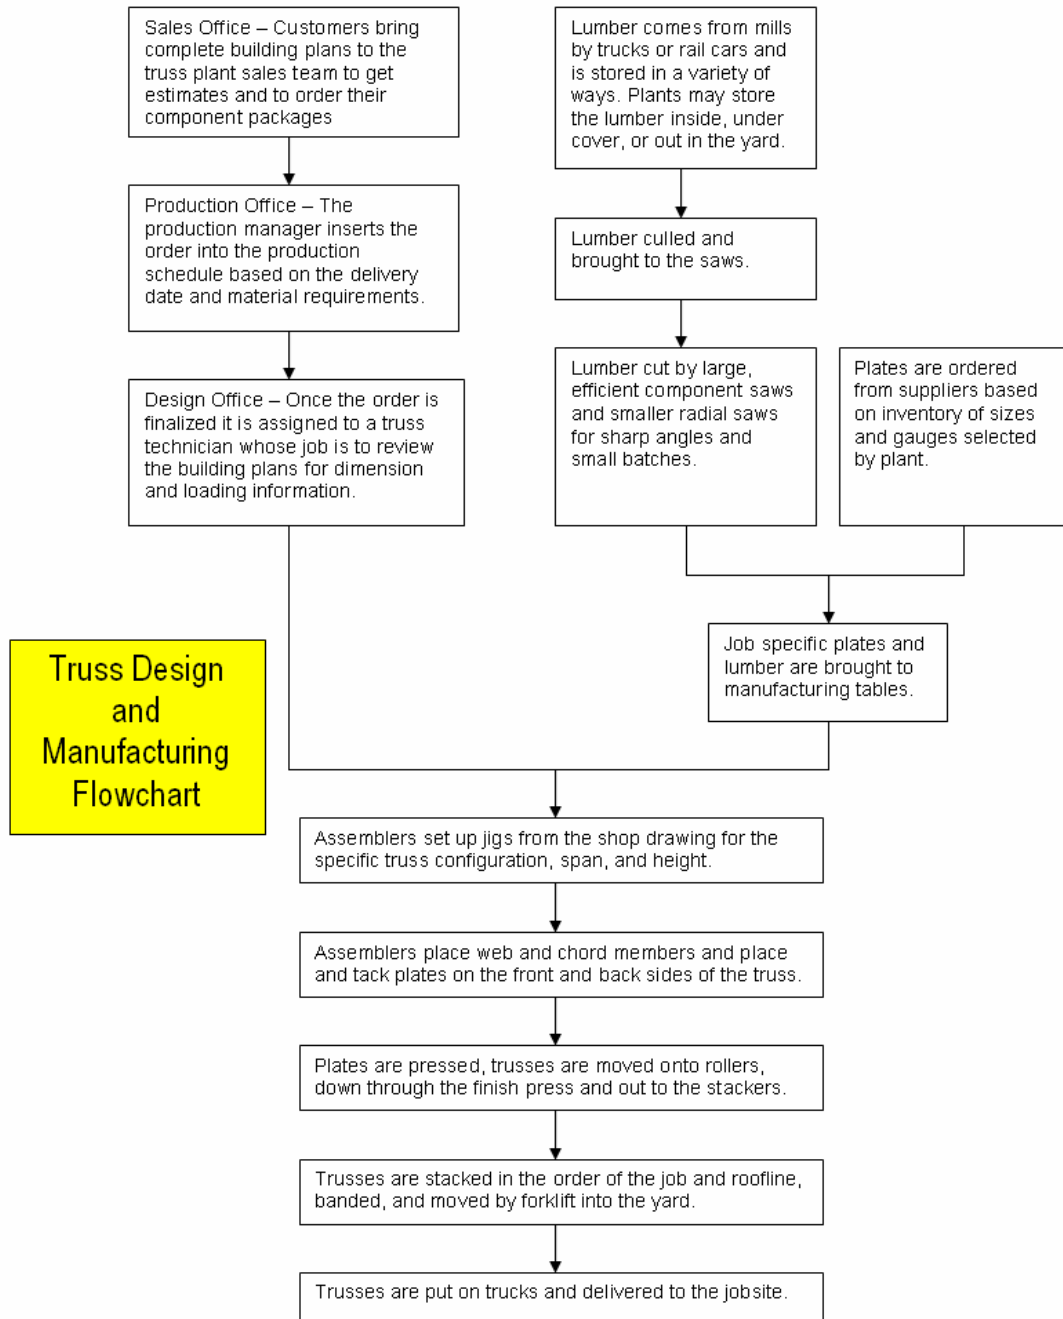 Sales Office – Customers bring
complete building plans to the
truss plant sales team to get
estimates and to order their
component packages
Production Office – The
production manager inserts the
order into the production
schedule based on the delivery
date and material requirements.
Design Office – Once the order is
finalized it is assigned to a truss
technician whose job is to review
the building plans for dimension
and loading information.
Lumber comes from mills
by trucks or rail cars and
is stored in a variety of
ways. Plants may store
the lumber inside, under
cover, or out in the yard.
Lumber culled and
brought to the saws.
Lumber cut by large,
efficient component saws
and smaller radial saws
for sharp angles and
small batches.
Plates are ordered
from suppliers based
on inventory of sizes
and gauges selected
by plant.
Job specific plates and
lumber are brought to
manufacturing tables.
Truss Design
and
Manufacturing
Flowchart
Assemblers set up jigs from the shop drawing for the
specific truss configuration, span, and height.
Assemblers place web and chord members and place
and tack plates on the front and back sides of the truss.
Plates are pressed, trusses are moved onto rollers,
down through the finish press and out to the stackers.
Trusses are stacked in the order of the job and roofline,
banded, and moved by forklift into the yard.
Trusses are put on trucks and delivered to the jobsite.